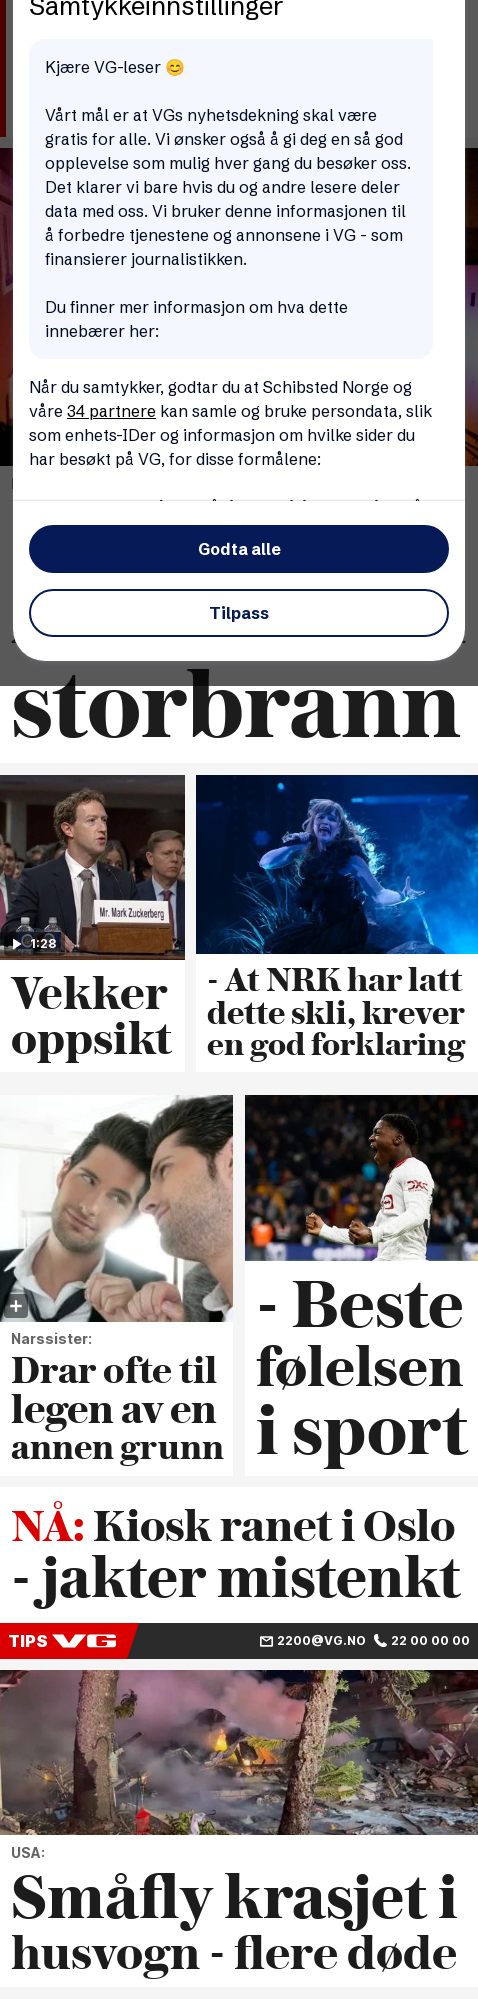 Samtykkeinnstillinger
Kjære VG-leser 😊
Vårt mål er at VGs nyhetsdekning skal være
gratis for alle. Vi ønsker også å gi deg en så god
opplevelse som mulig hver gang du besøker oss.
Det klarer vi bare hvis du og andre lesere deler
data med oss. Vi bruker denne informasjonen til
å forbedre tjenestene og annonsene i VG - som
finansierer journalistikken.
Du finner mer informasjon om hva dette
innebærer her:
Når du samtykker, godtar du at Schibsted Norge og
våre 34 partnere kan samle og bruke persondata, slik
som enhets-IDer og informasjon om hvilke sider du
har besøkt på VG, for disse formålene:
Godta alle
Tilpass
storbrann
Mr. Mark Zuckerberg
1:28
Vekker
oppsikt
- At NRK har latt
dette skli, krever
en god forklaring
Narssister:
Drar ofte til
legen av en
annen grunn
- Beste
følelsen
i sport
NÅ: Kiosk ranet i Oslo
- jakter mistenkt
TIPS VG 2200@VG.NO 22 00 00 00
USA:
Småfly krasjet i
husvogn - flere døde